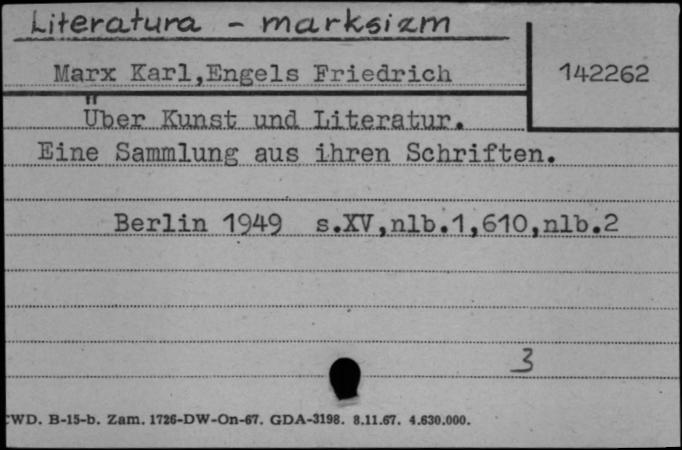 Literatura - marksizm
Marx Karl,Engels Friedrich
142262
Über Kunst und Literatur.
Eine Sammlung aus ihren Schriften.
Berlin 1949 s.XV,nlb.1,610,nlb.2
3
CWD. B-15-b. Zam. 1726-DW-On-67. GDA-3198. 8.11.67. 4.630.000.